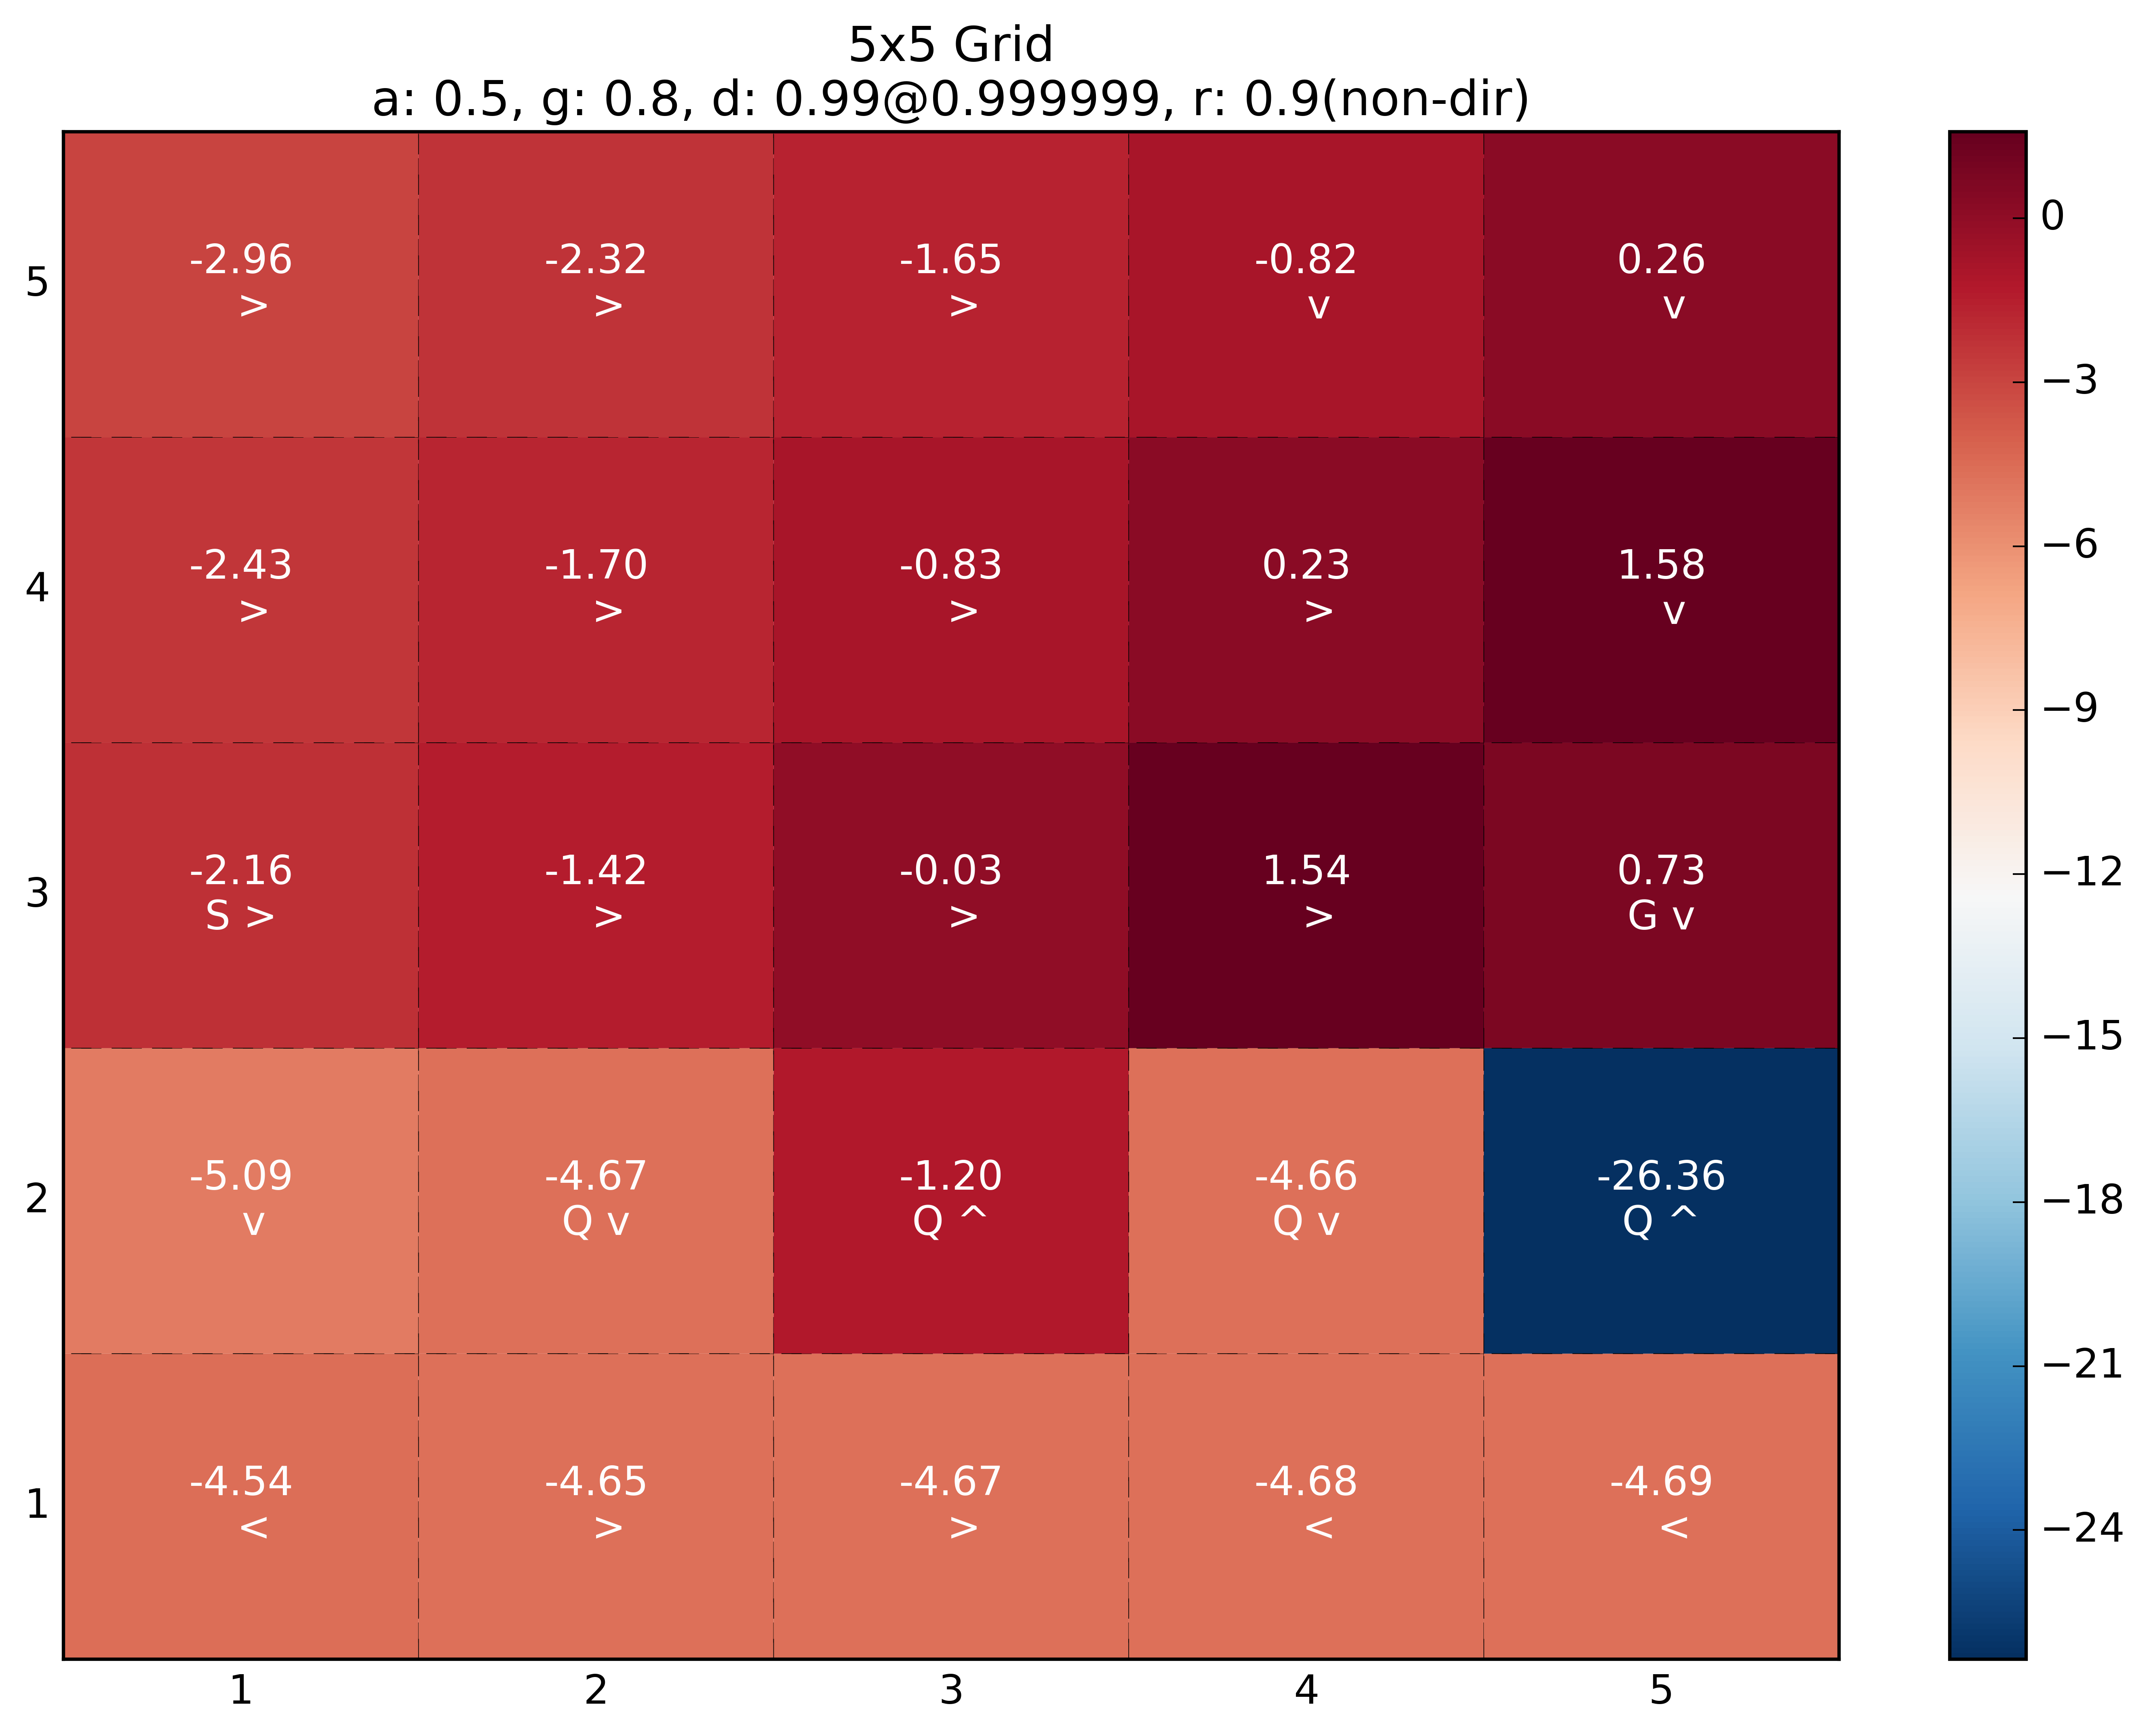 5x5 Grid
a: 0.5, g: 0.8, d: 0.99@0.999999, r: 0.9(non-dir)
5 -2.96 -2.32 -1.65 -0.82 0.26
> > > v v
4 -2.43 -1.70 -0.83 0.23 1.58
> > > > v
3 -2.16 -1.42 -0.03 1.54 0.73
S > > > > G v
2 -5.09 -4.67 -1.20 -4.66 -26.36
v Q v Q ^ Q v Q ^
1 -4.54 -4.65 -4.67 -4.68 -4.69
< > > < <
1 2 3 4 5
0
−3
−6
−9
−12
−15
−18
−21
−24